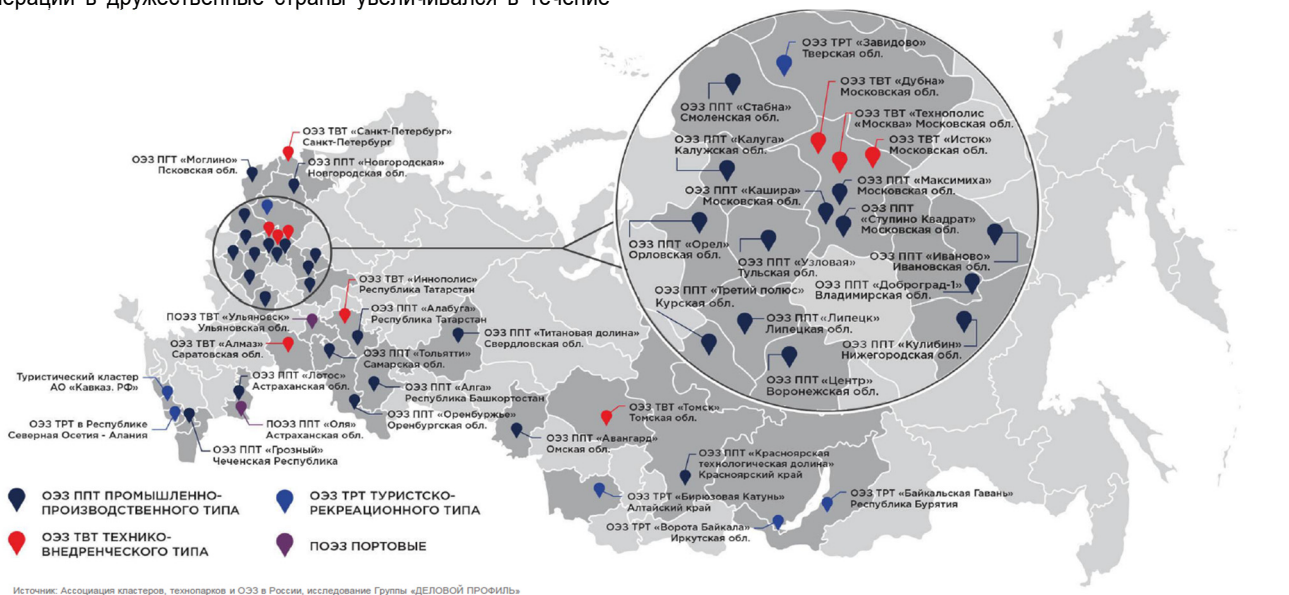 ераций в дружественные страны увеличивался в течение
ОЭЗ ТВТ «Санкт-Петербург»
Санкт-Петербург
ОЭЗ ПГТ «Моглино»
Псковская обл.
ОЭЗ ППТ «Новгородская»
Новгородская обл.
ОЭЗ ТРТ «Завидово»
Тверская обл.
ОЭЗ ТВТ «Дубна»
Московская обл.
ОЭЗ ППТ «Стабна»
Смоленская обл.
ОЭЗ ТВТ «Технополис
«Москва» Московская обл.
ОЭЗ ППТ «Калуга»
Калужская обл.
ОЭЗ ТВТ «Исток»
Московская обл.
ОЭЗ ППТ «Максимиха»
Московская обл.
ОЭЗ ППТ «Кашира»
Московская обл.
ОЭЗ ППТ
«Ступино Квадрат»
Московская обл.
ОЭЗ ППТ «Орел»
Орловская обл.
ОЭЗ ППТ «Узловая»
Тульская обл.
ОЭЗ ППТ «Иваново»
Ивановская обл.
ОЭЗ ППТ «Третий полюс»
Курская обл.
ОЭЗ ППТ «Доброград-1»
Владимирская обл.
ОЭЗ ППТ «Липецк»
Липецкая обл.
ОЭЗ ППТ «Кулибин»
Нижегородская обл.
ОЭЗ ППТ «Центр»
Воронежская обл.
ОЭЗ ТВТ «Иннополис»
Республика Татарстан
ПОЭЗ ТВТ «Ульяновск»
Ульяновская обл.
ОЭЗ ППТ «Алабуга»
Республика Татарстан
ОЭЗ ППТ «Титановая долина»
Свердловская обл.
ОЭЗ ТВТ «Алмаз»
Саратовская обл.
ОЭЗ ППТ «Тольятти»
Самарская обл.
Туристический кластер
АО «Кавказ. РФ»
ОЭЗ ППТ «Лотос»
Астраханская обл.
ОЭЗ ППТ «Алга»
Республика Башкортостан
ОЭЗ ППТ «Оренбуржье»
Оренбургская обл.
ОЭЗ ТРТ в Республике
Северная Осетия - Алания
ПОЭЗ ППТ «Оля»
Астраханская обл.
ОЭЗ ППТ «Грозный»
Чеченская Республика
ОЭЗ ТВТ «Томск»
Томская обл.
ОЭЗ ППТ «Авангард»
Омская обл.
ОЭЗ ППТ «Красноярская
технологическая долина»
Красноярский край
ОЭЗ ТРТ «Бирюзовая Катунь»
Алтайский край
ОЭЗ ТРТ «Байкальская Гавань»
Республика Бурятия
ОЭЗ ТРТ «Ворота Байкала»
Иркутская обл.
ОЭЗ ППТ ПРОМЫШЛЕННО-
ПРОИЗВОДСТВЕННОГО ТИПА
ОЭЗ ТРТ ТУРИСТСКО-
РЕКРЕАЦИОННОГО ТИПА
ОЭЗ ТВТ ТЕХНИКО-
ВНЕДРЕНЧЕСКОГО ТИПА
ПОЭЗ ПОРТОВЫЕ
Источник: Ассоциация кластеров, технопарков и ОЭЗ в России, исследование Группы «ДЕЛОВОЙ ПРОФИЛЬ»